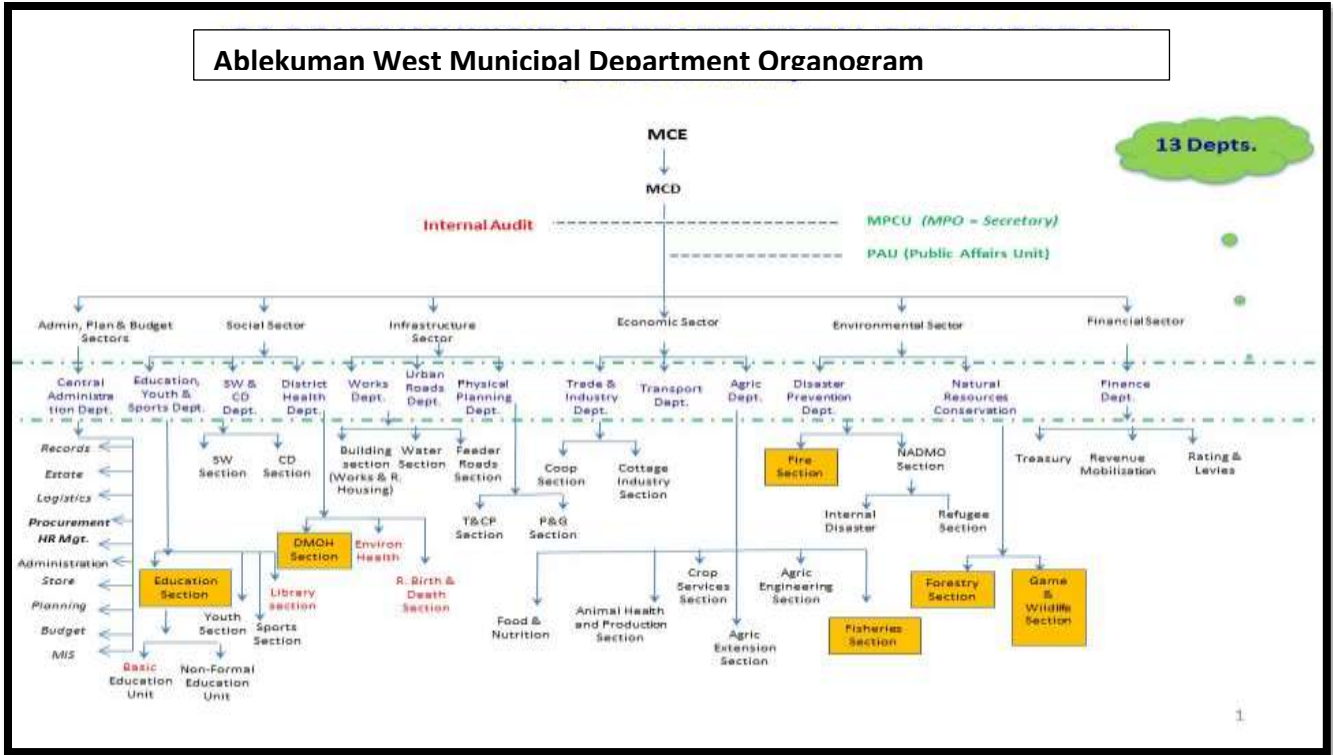 Ablekuman West Municipal Department Organogram
13 Depts.
MCE
MCD
Internal Audit
MPCU (MPO = Secretary)
PAU (Public Affairs Unit)
Admin, Plan & Budget
Sectors
Social Sector
Infrastructure
Sector
Economic Sector
Environmental Sector
Financial Sector
Central
Administra
tion Dept.
Education,
Youth &
Sports Dept.
SW &
CD
Dept.
District
Health
Dept.
Works
Dept.
Urban
Roads
Dept.
Physical
Planning
Dept.
Trade &
Industry
Dept.
Transport
Dept.
Agric
Dept.
Disaster
Prevention
Dept.
Natural
Resources
Conservation
Finance
Dept.
Records
Estate
Logistics
Procurement
HR Mgt.
Administration
Store
Planning
Budget
MIS
SW
Section
CD
Section
Building
section
(Works & R.
Housing)
Water
Section
Feeder
Roads
Section
Coop
Section
Cottage
Industry
Section
Fire
Section
NADMO
Section
Treasury
Revenue
Mobilization
Rating &
Levies
Internal
Disaster
Refugee
Section
T&CP
Section
P&G
Section
DMOH
Section
Environ
Health
R. Birth &
Death
Section
Education
Section
Youth
Section
Sports
Section
Library
section
Basic
Education
Unit
Non-Formal
Education
Unit
Food &
Nutrition
Animal Health
and Production
Section
Crop
Services
Section
Agric
Extension
Section
Agric
Engineering
Section
Fisheries
Section
Forestry
Section
Game
&
Wildlife
Section
1